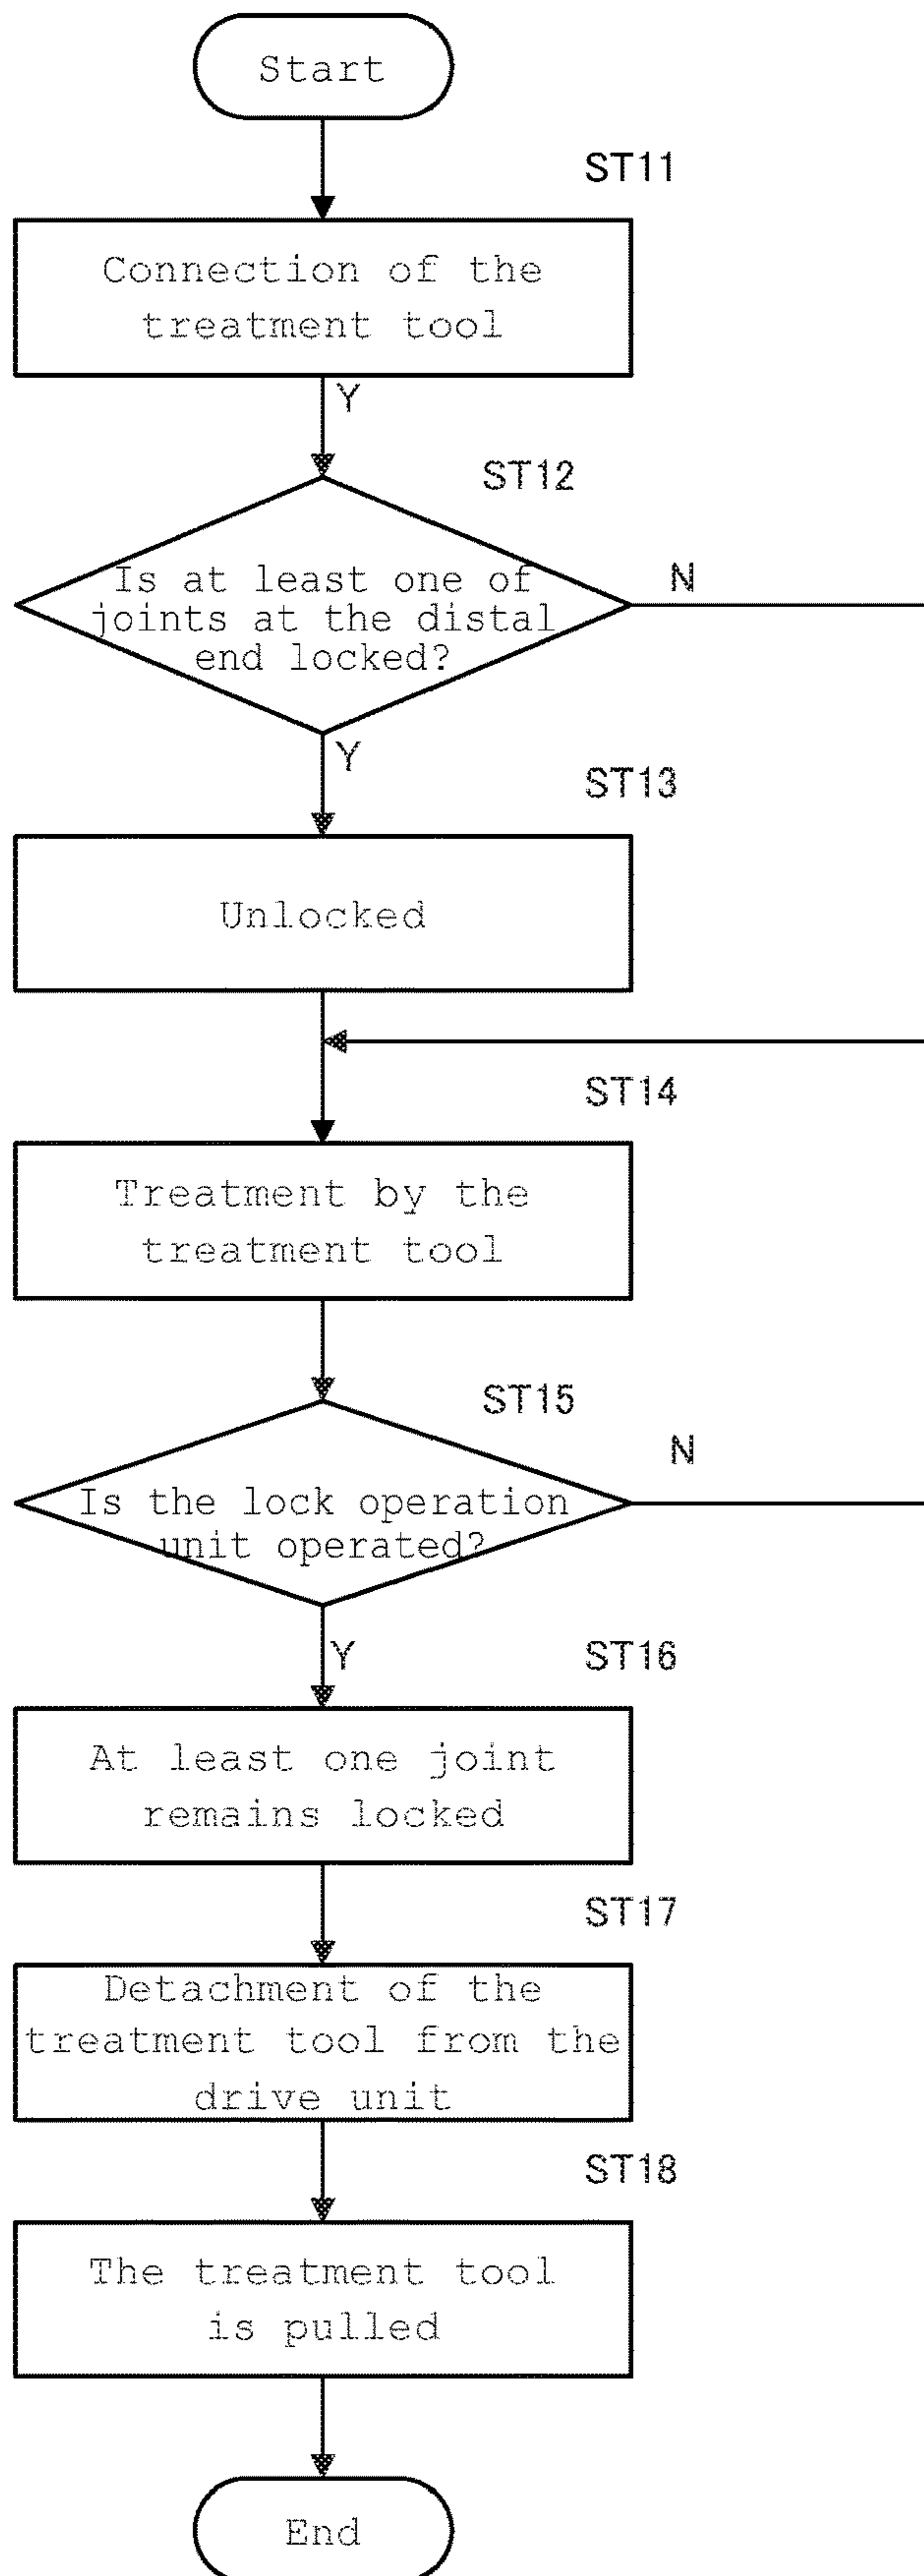 Start
ST11
Connection of the
treatment tool
Y
ST12
Is at least one of
joints at the distal
end locked?
N
Y
ST13
Unlocked
ST14
Treatment by the
treatment tool
ST15
Is the lock operation
unit operated?
N
Y
ST16
At least one joint
remains locked
ST17
Detachment of the
treatment tool from the
drive unit
ST18
The treatment tool
is pulled
End